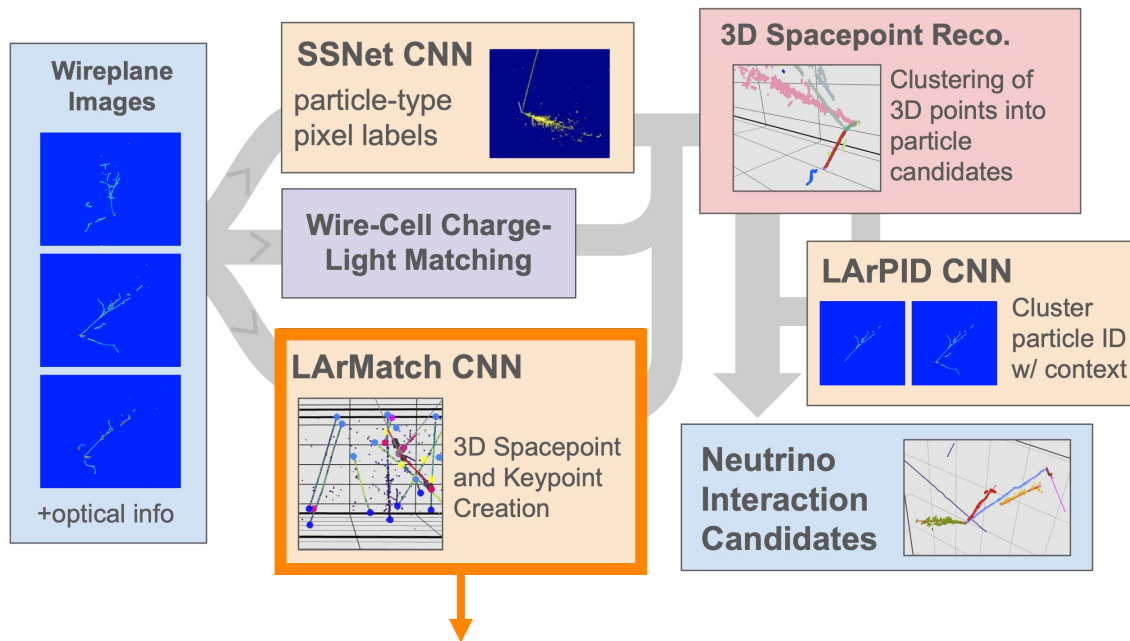 Wireplane
Images
+optical info
SSNet CNN
particle-type
pixel labels
Wire-Cell Charge-
Light Matching
LArMatch CNN
3D Spacepoint
and Keypoint
Creation
3D Spacepoint Reco.
Clustering of
3D points into
particle
candidates
LArPID CNN
Cluster
particle ID
w/ context
Neutrino
Interaction
Candidates